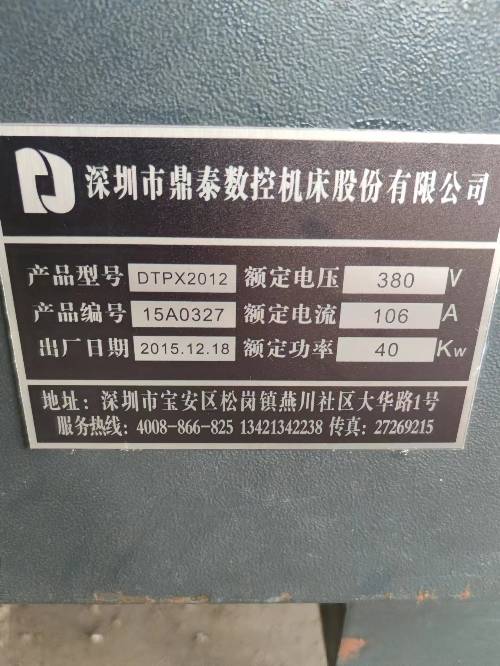 深圳市鼎泰数控机床股份有限公司
产品型号 DTPX2012 额定电压 380 V
产品编号 15A0327 额定电流 106 A
出厂日期 2015.12.18 额定功率 40 Kw
地址：深圳市宝安区松岗镇燕川社区大华路1号
服务热线：4008-866-825 13421342238 传真：27269215